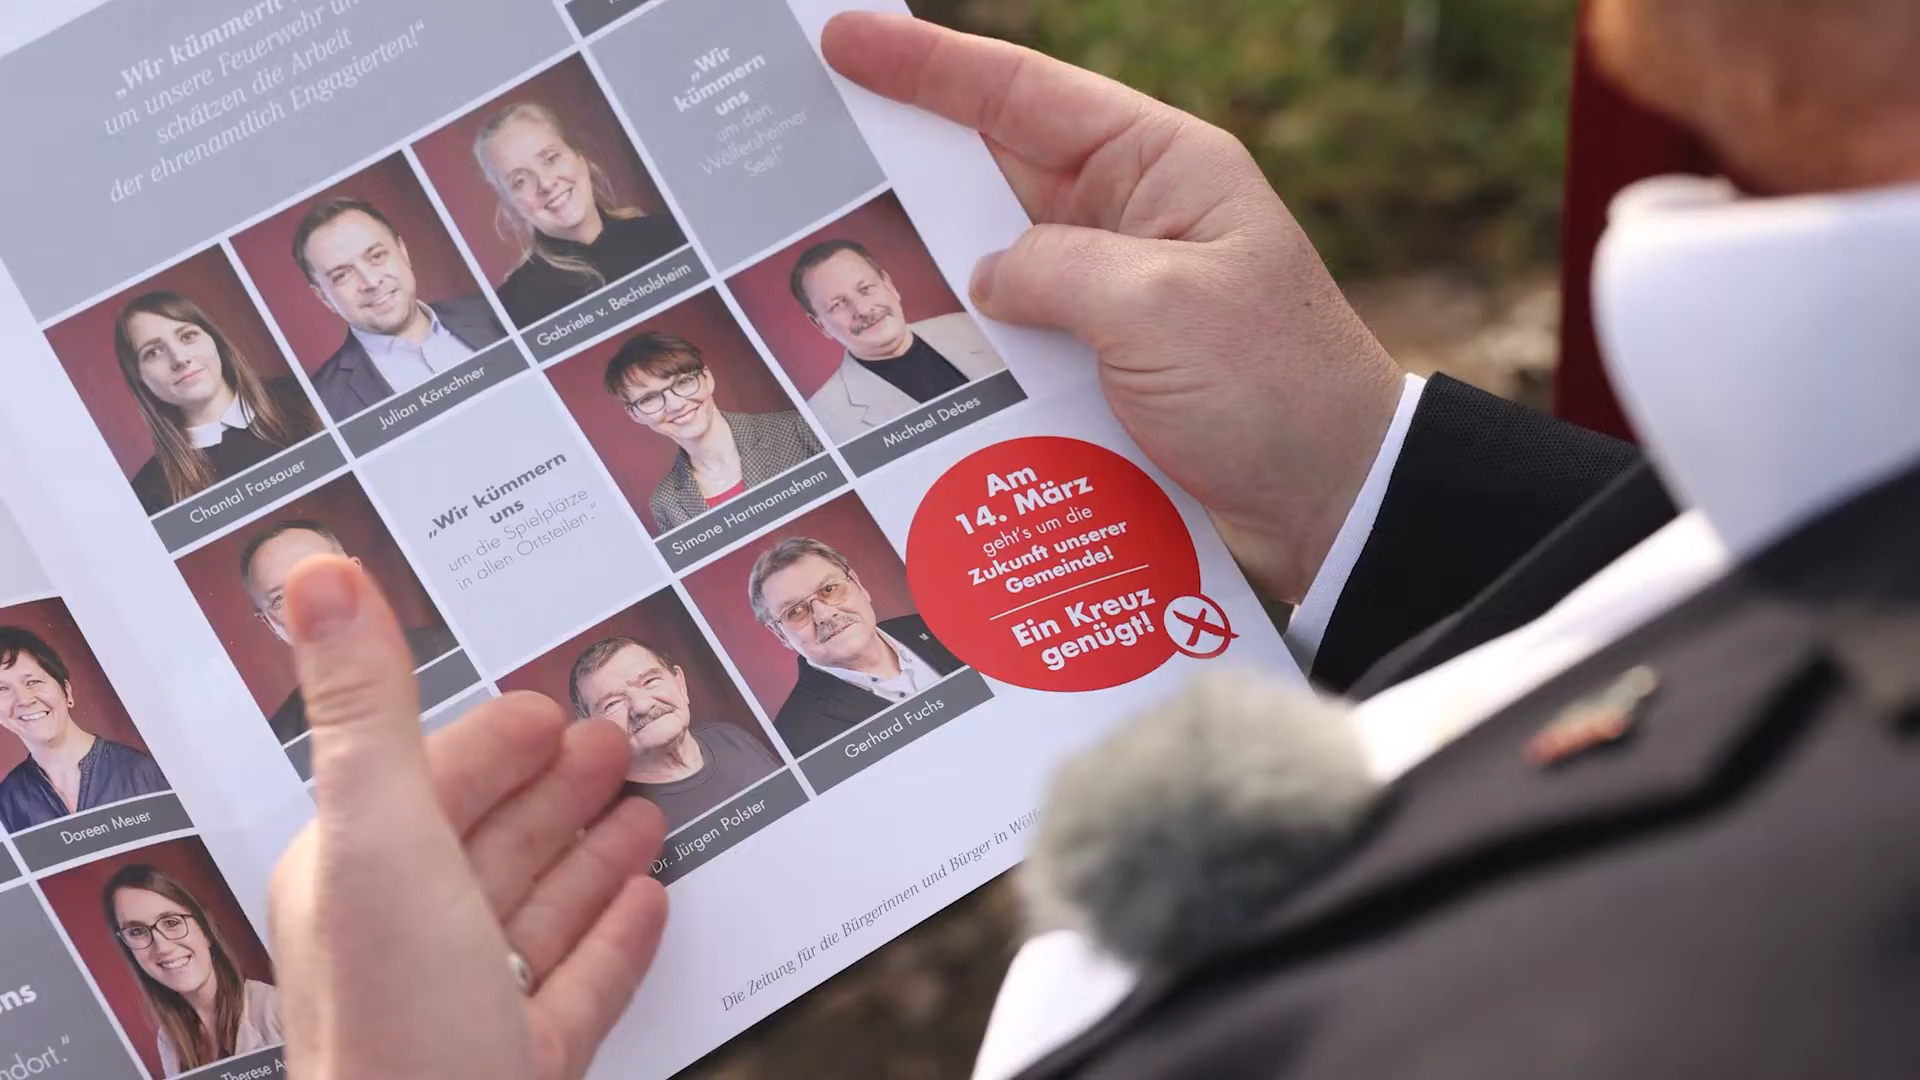 „Wir kümmern
um unsere Feuerwehr
schätzen die Arbeit
der ehrenamtlich Engagierten!“
„Wir
kümmern
uns
um den
Wölfersheimer
See!“
Gabriele v. Bechtolsheim
Julian Körschner
Chantal Fassauer
Michael Debes
Simone Hartmannshenn
„Wir kümmern
uns
um die Spielplätze
in allen Ortsteilen.“
Am
14. März
geht's um die
Zukunft unserer
Gemeinde!
Ein Kreuz
genügt!
Gerhard Fuchs
Dr. Jürgen Polster
Doreen Meuer
Therese
Die Zeitung für die Bürgerinnen und Bürger in